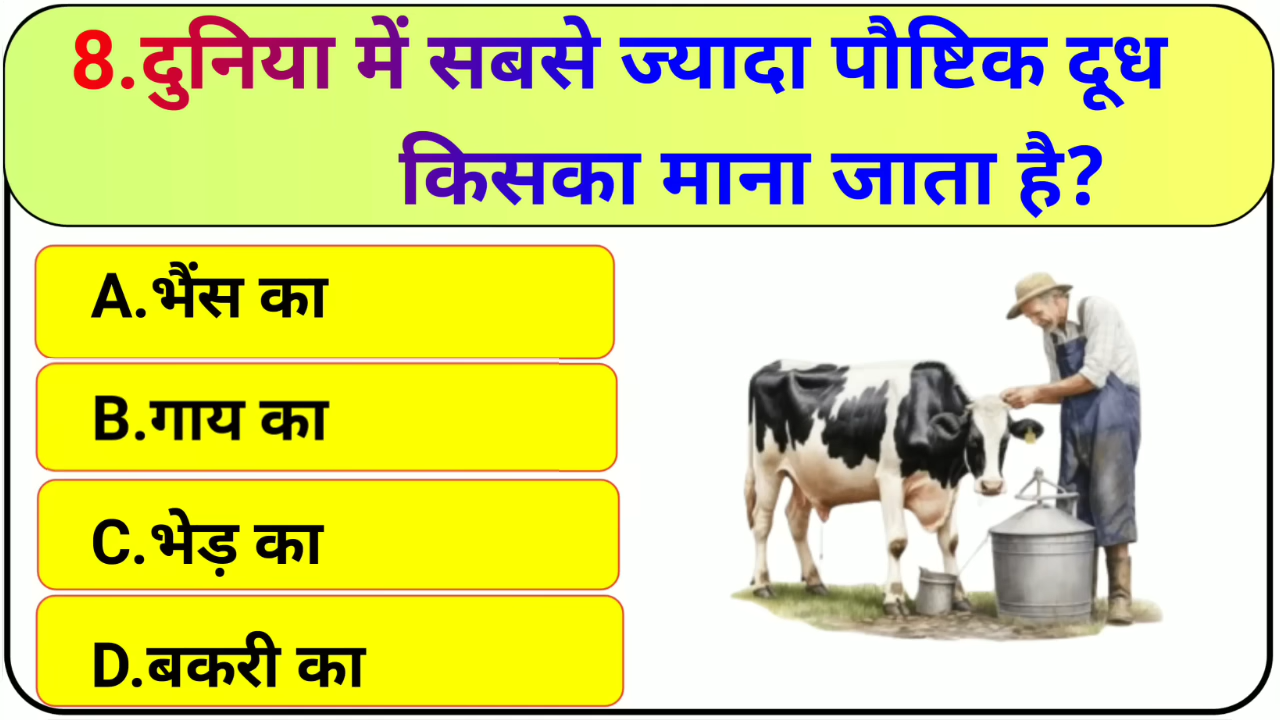 8.दुनिया में सबसे ज्यादा पौष्टिक दूध
किसका माना जाता है?
A.भैंस का
B.गाय का
C.भेड़ का
D.बकरी का